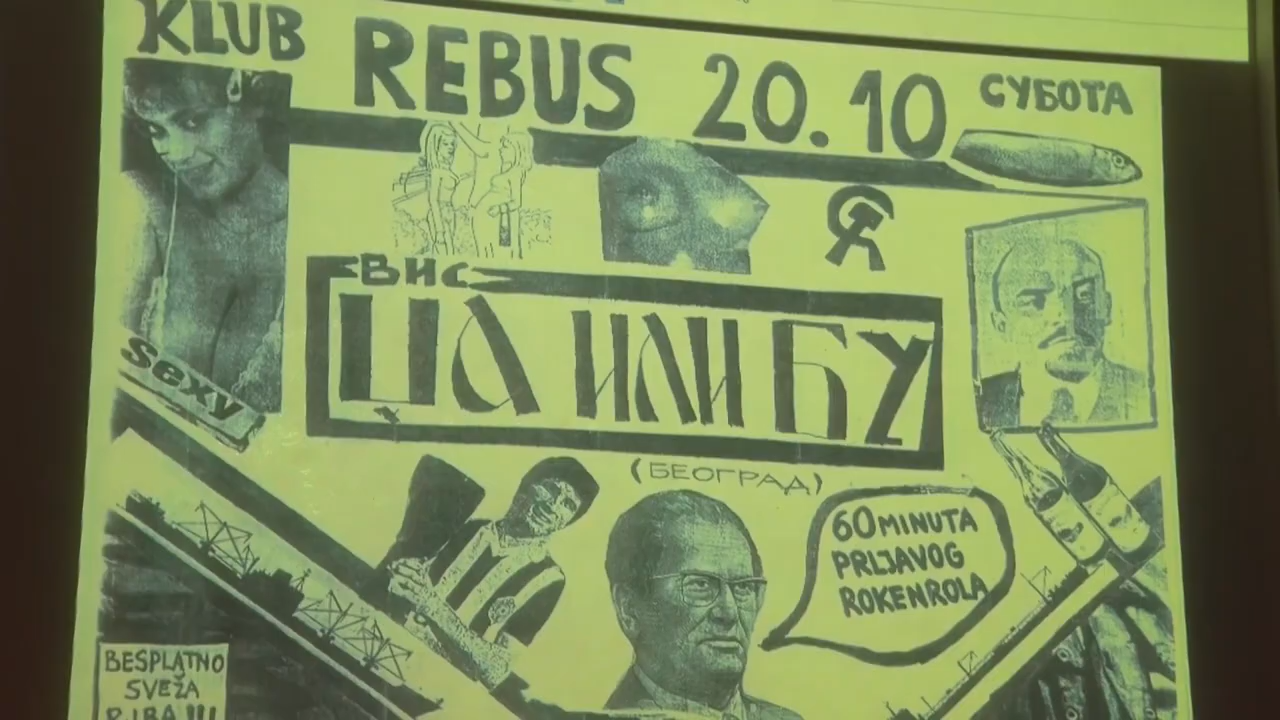 KLUB REBUS 20.10 СУБОТА
ВИС
ЦА ИЛИ БУ
(БЕОГРАД)
Sexy
60 MINUTA
PRLJAVOG
ROKENROLA
BESPLATNO
SVEŽA
RIBA!!!